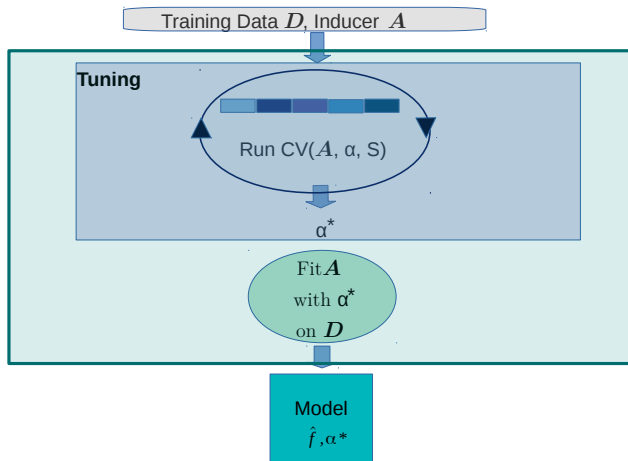 Training Data D, Inducer A
Tuning
Run CV(A, α, S)
α*
Fit A
with α*
on D
Model
f̂, α*